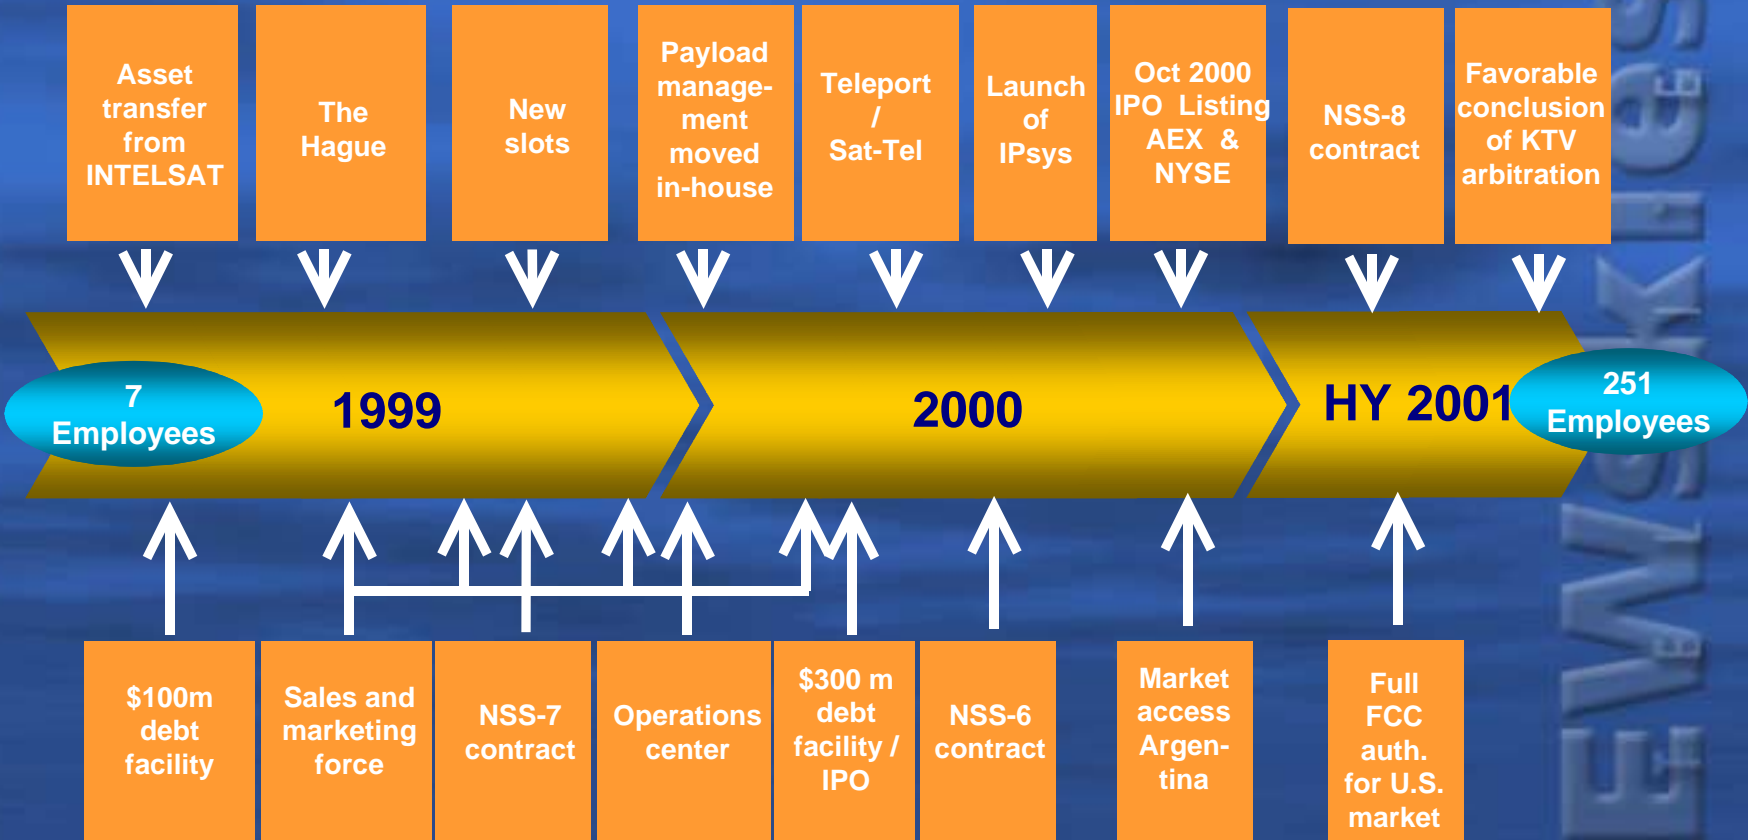 Asset
transfer
from
INTELSAT
The
Hague
New
slots
Payload
manage-
ment
moved
in-house
Teleport
/
Sat-Tel
Launch
of
IPsys
Oct 2000
IPO Listing
AEX &
NYSE
NSS-8
contract
Favorable
conclusion
of KTV
arbitration
7
Employees
1999
2000
HY 2001
251
Employees
$100m
debt
facility
Sales and
marketing
force
NSS-7
contract
Operations
center
$300 m
debt
facility /
IPO
NSS-6
contract
Market
access
Argen-
tina
Full
FCC
auth.
for U.S.
market